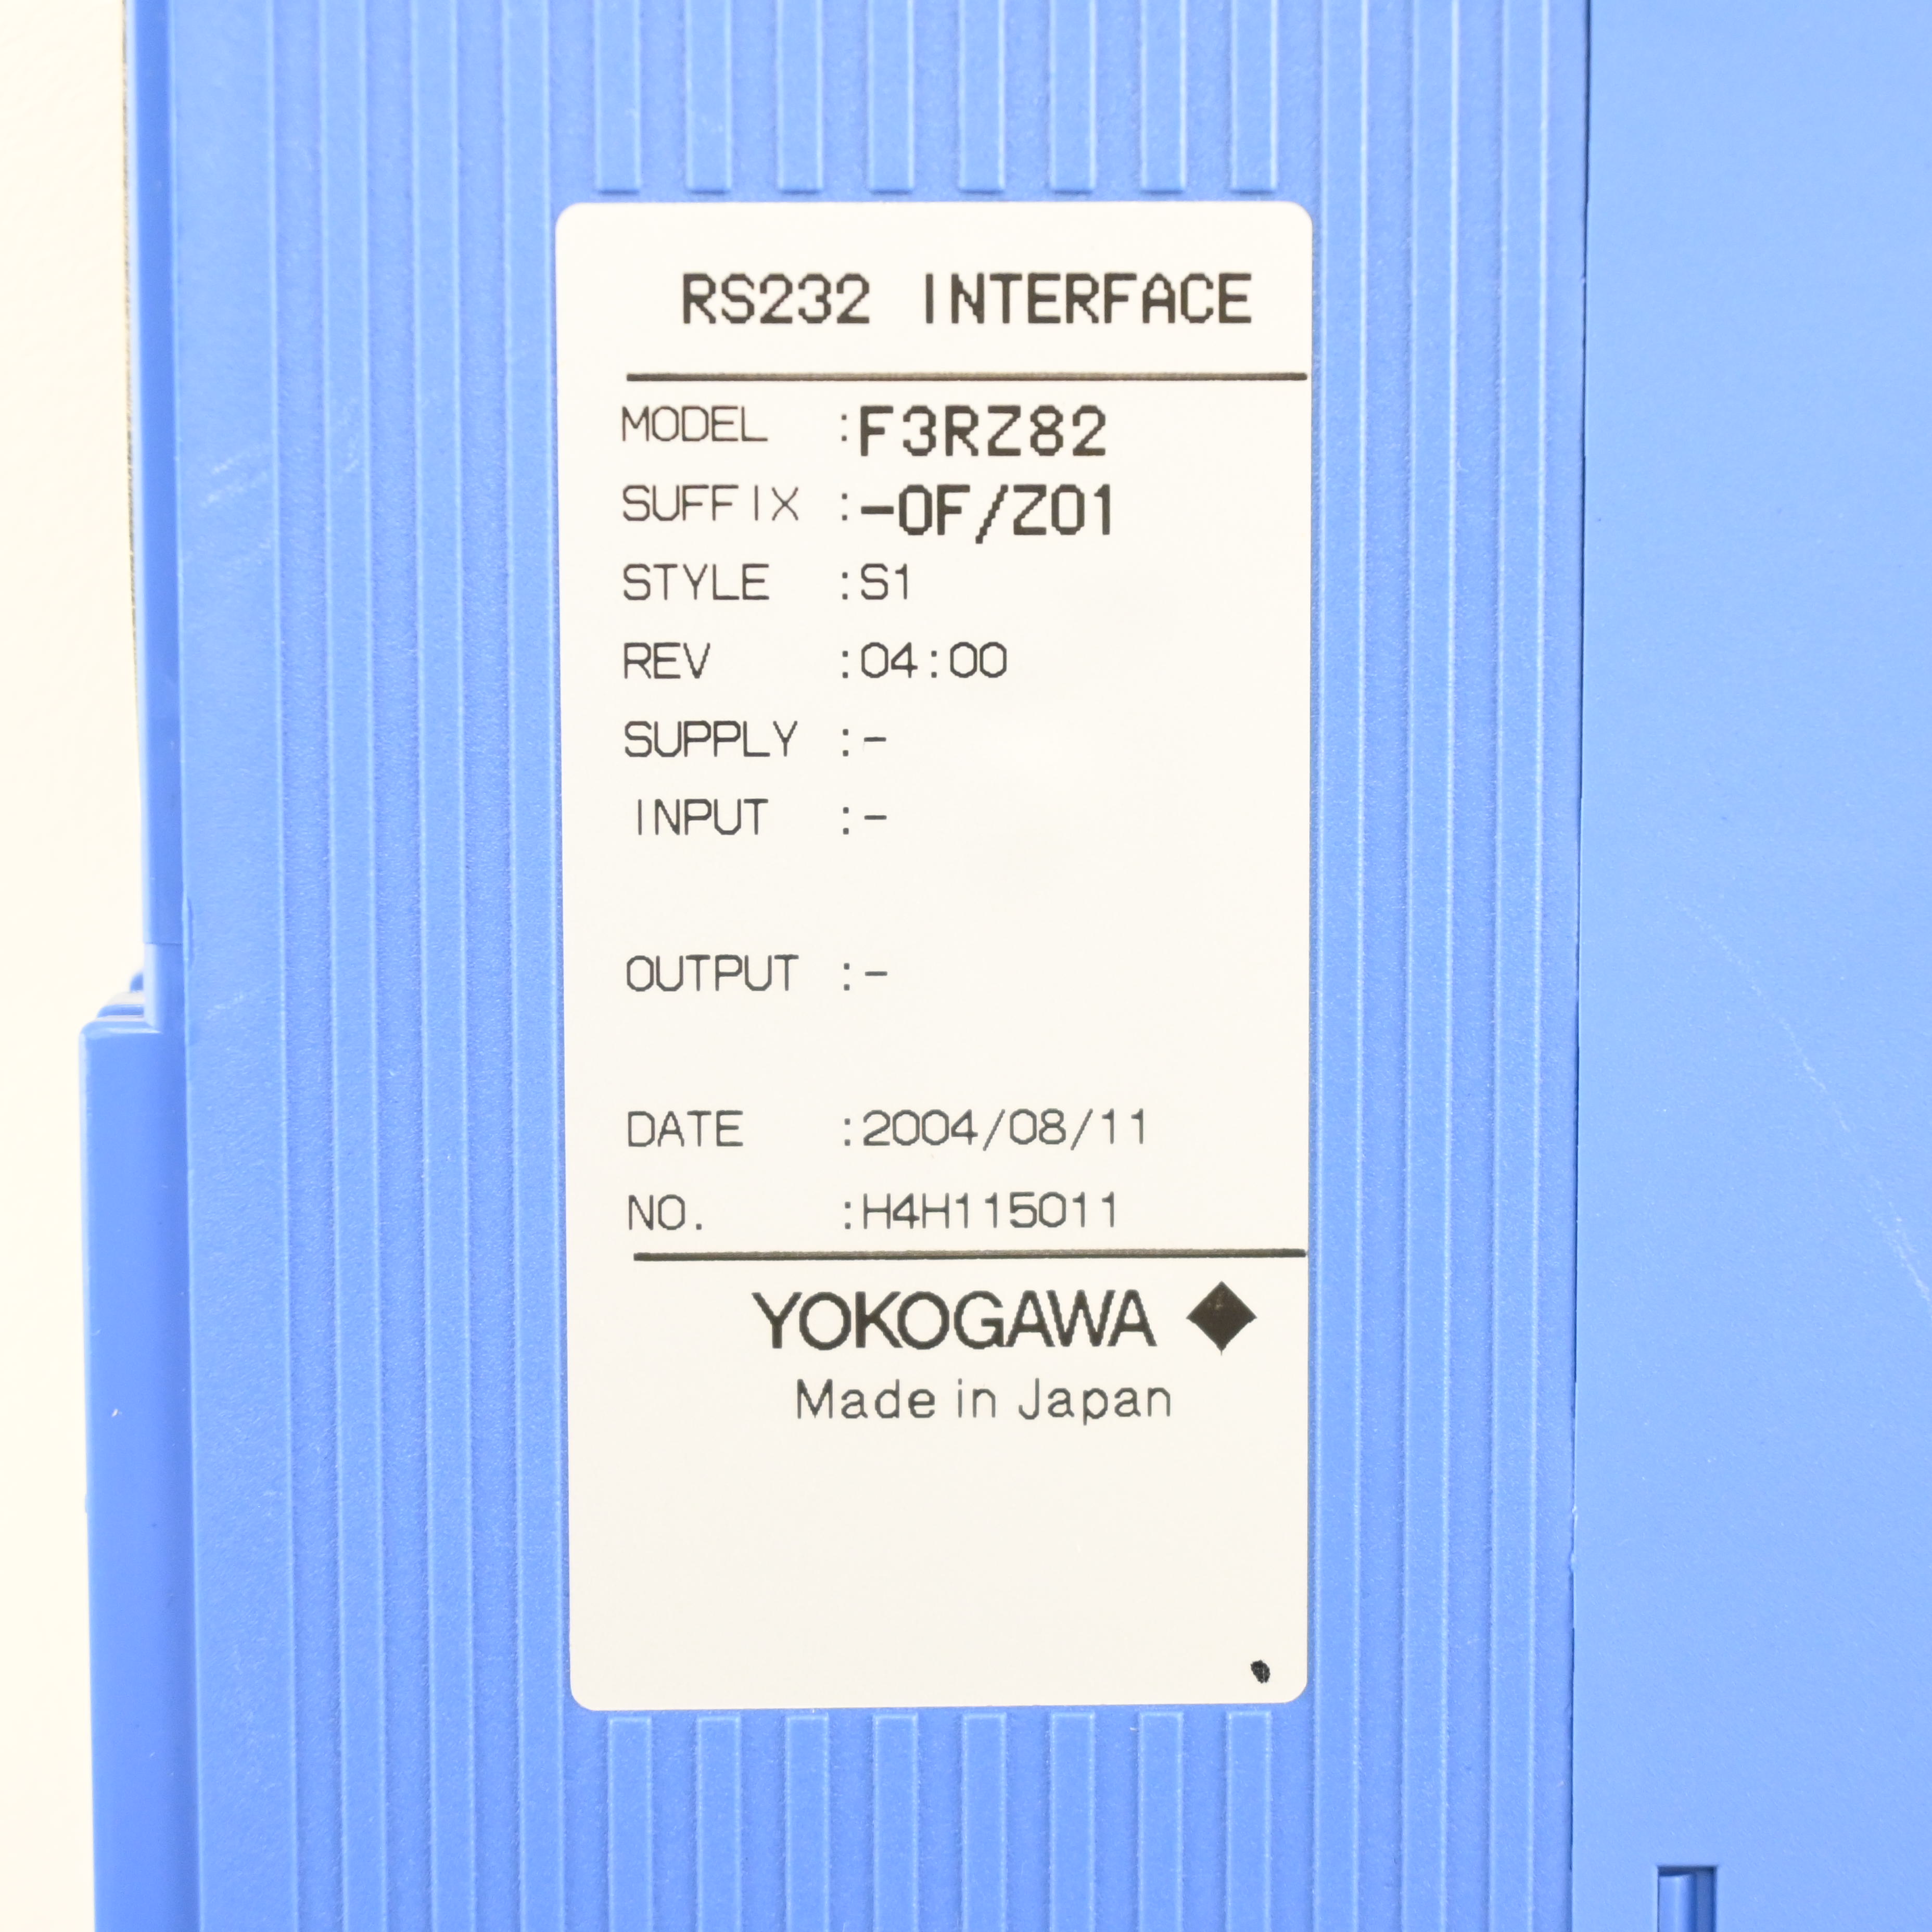 RS232 INTERFACE
MODEL :F3RZ82
SUFFIX :-0F/Z01
STYLE :S1
REV :04:00
SUPPLY :-
INPUT :-
OUTPUT :-
DATE :2004/08/11
NO. :H4H115011
YOKOGAWA ◆
Made in Japan